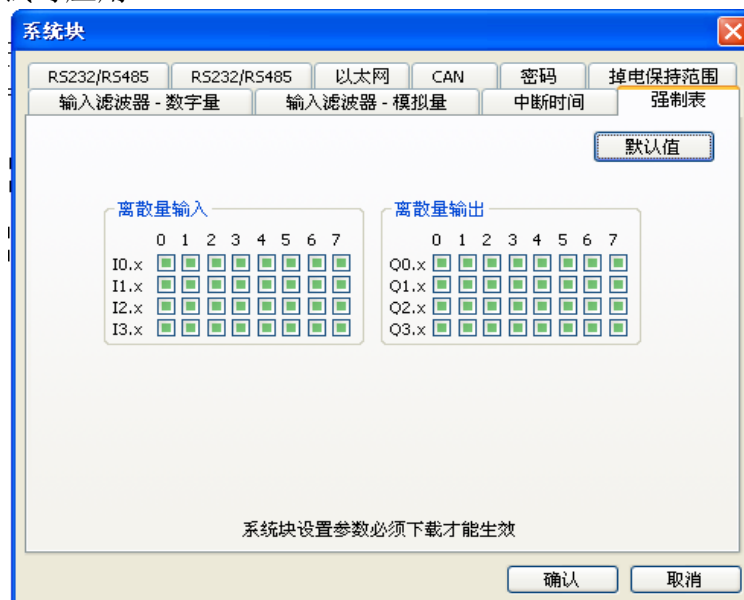 系统块
RS232/RS485 RS232/RS485 以太网 CAN 密码 掉电保持范围
输入滤波器 - 数字量 输入滤波器 - 模拟量 中断时间 强制表
默认值
离散量输入 离散量输出
0 1 2 3 4 5 6 7 0 1 2 3 4 5 6 7
I0.x Q0.x
I1.x Q1.x
I2.x Q2.x
I3.x Q3.x
系统块设置参数必须下载才能生效
确认 取消